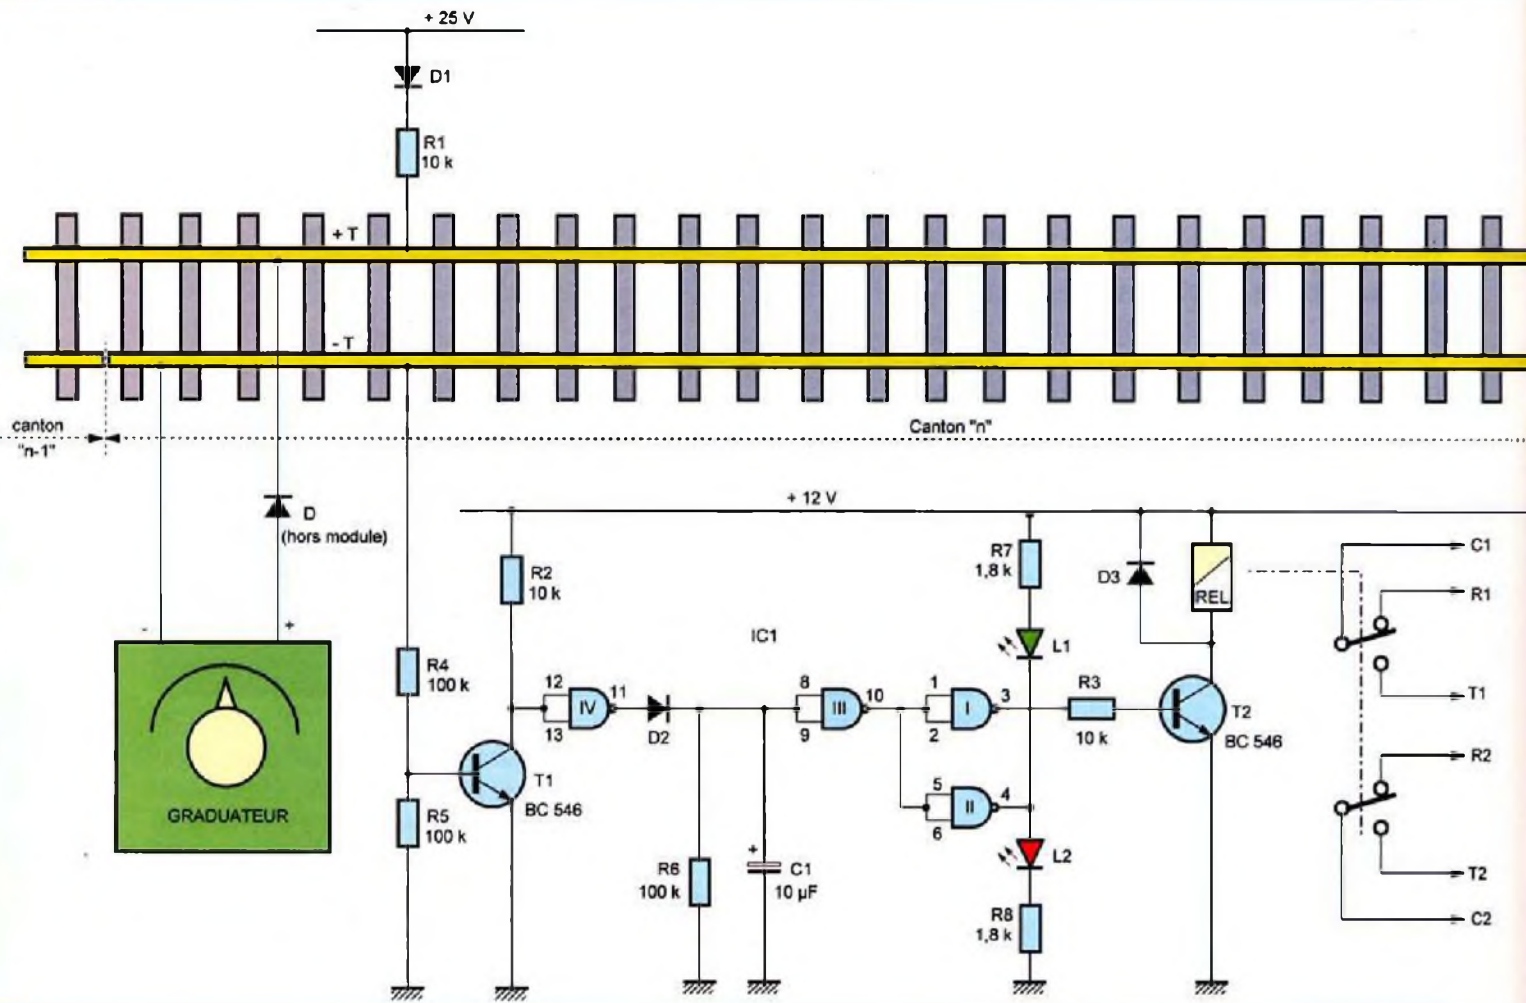 + 25 V
D1
R1
10 k
+ T
- T
canton
"n-1"
Canton "n"
D
(hors module)
-
+
GRADUATEUR
+ 12 V
R2
10 k
R4
100 k
R5
100 k
T1
BC 546
12
13
IV
11
D2
R6
100 k
+
C1
10 µF
IC1
8
9
III
10
1
2
I
3
5
6
II
4
R7
1,8 k
L1
L2
R8
1,8 k
R3
10 k
D3
REL
T2
BC 546
C1
R1
T1
R2
T2
C2